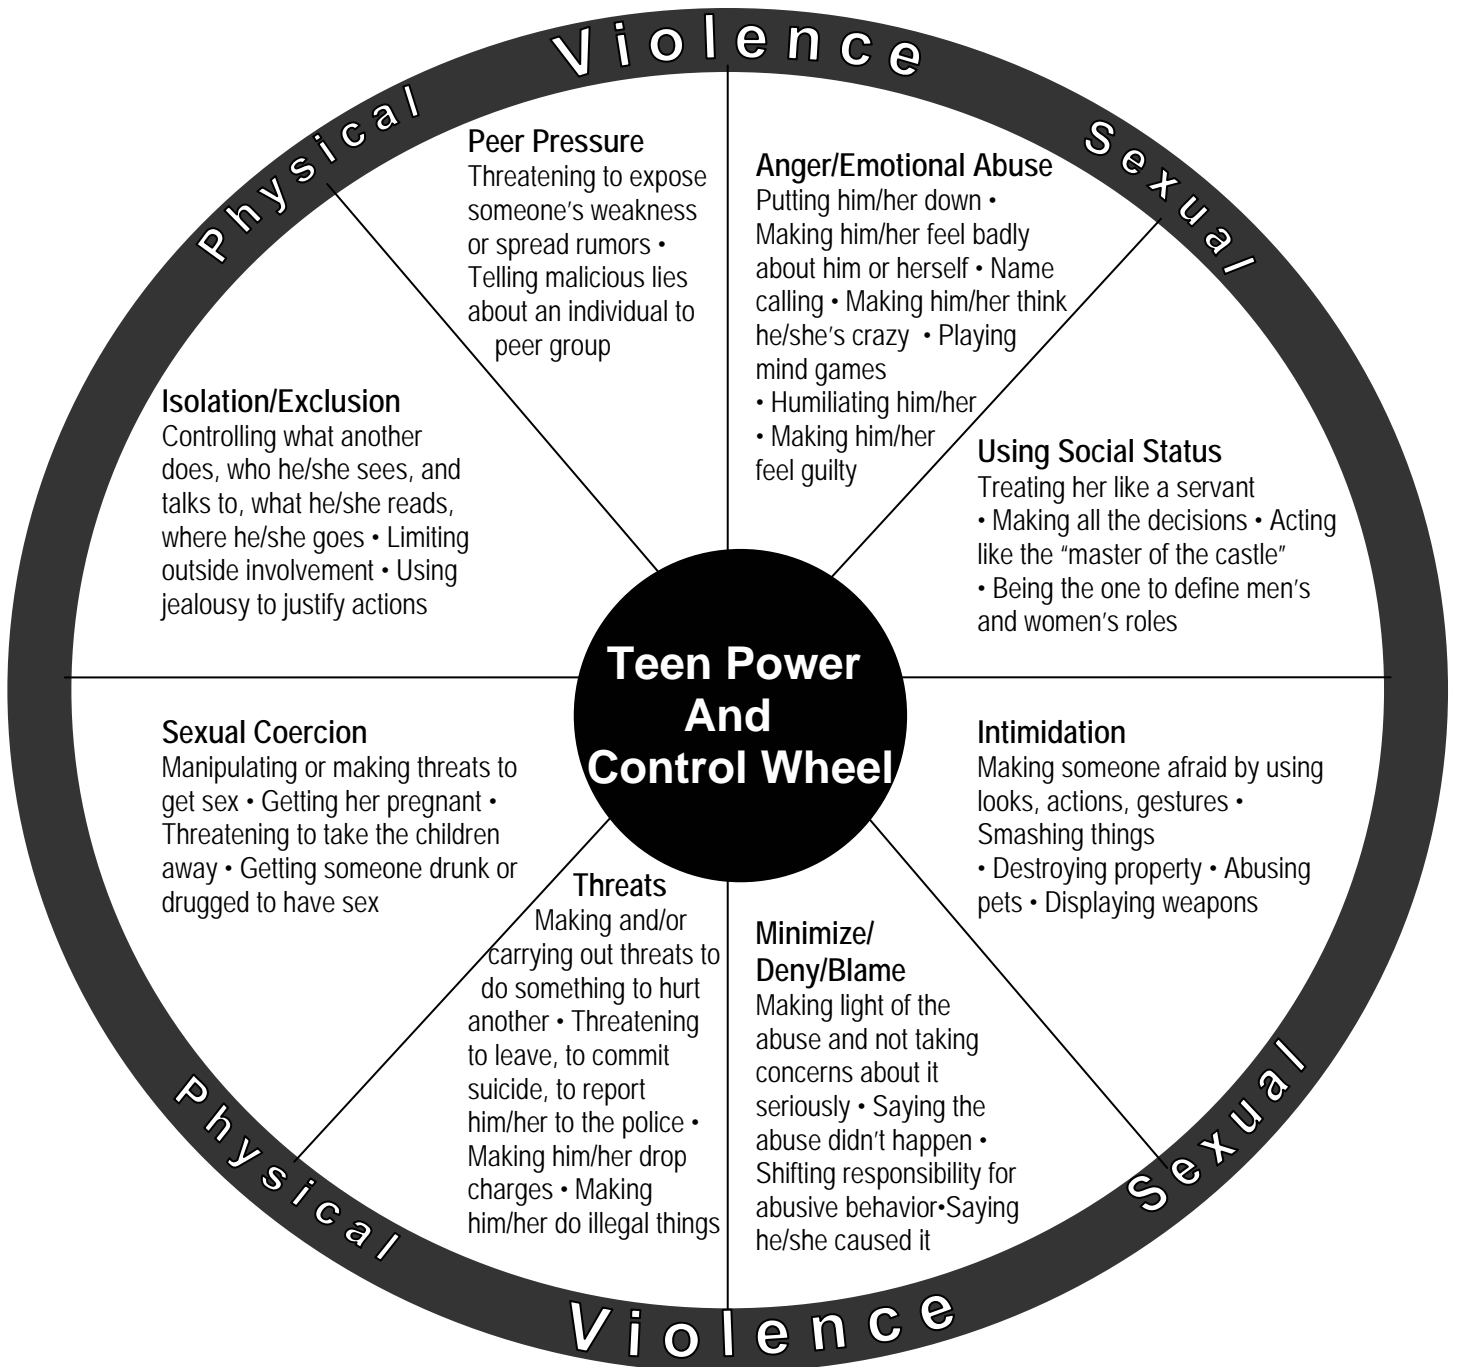 Violence
Physical
Sexual
Peer Pressure
Threatening to expose
someone's weakness
or spread rumors •
Telling malicious lies
about an individual to
peer group
Anger/Emotional Abuse
Putting him/her down •
Making him/her feel badly
about him or herself • Name
calling • Making him/her think
he/she's crazy • Playing
mind games
• Humiliating him/her
• Making him/her
feel guilty
Isolation/Exclusion
Controlling what another
does, who he/she sees, and
talks to, what he/she reads,
where he/she goes • Limiting
outside involvement • Using
jealousy to justify actions
Using Social Status
Treating her like a servant
• Making all the decisions • Acting
like the “master of the castle”
• Being the one to define men's
and women's roles
Teen Power
And
Control Wheel
Sexual Coercion
Manipulating or making threats to
get sex • Getting her pregnant •
Threatening to take the children
away • Getting someone drunk or
drugged to have sex
Intimidation
Making someone afraid by using
looks, actions, gestures •
Smashing things
• Destroying property • Abusing
pets • Displaying weapons
Threats
Making and/or
carrying out threats to
do something to hurt
another • Threatening
to leave, to commit
suicide, to report
him/her to the police •
Making him/her drop
charges • Making
him/her do illegal things
Minimize/
Deny/Blame
Making light of the
abuse and not taking
concerns about it
seriously • Saying the
abuse didn't happen •
Shifting responsibility for
abusive behavior•Saying
he/she caused it
Physical
Sexual
Violence